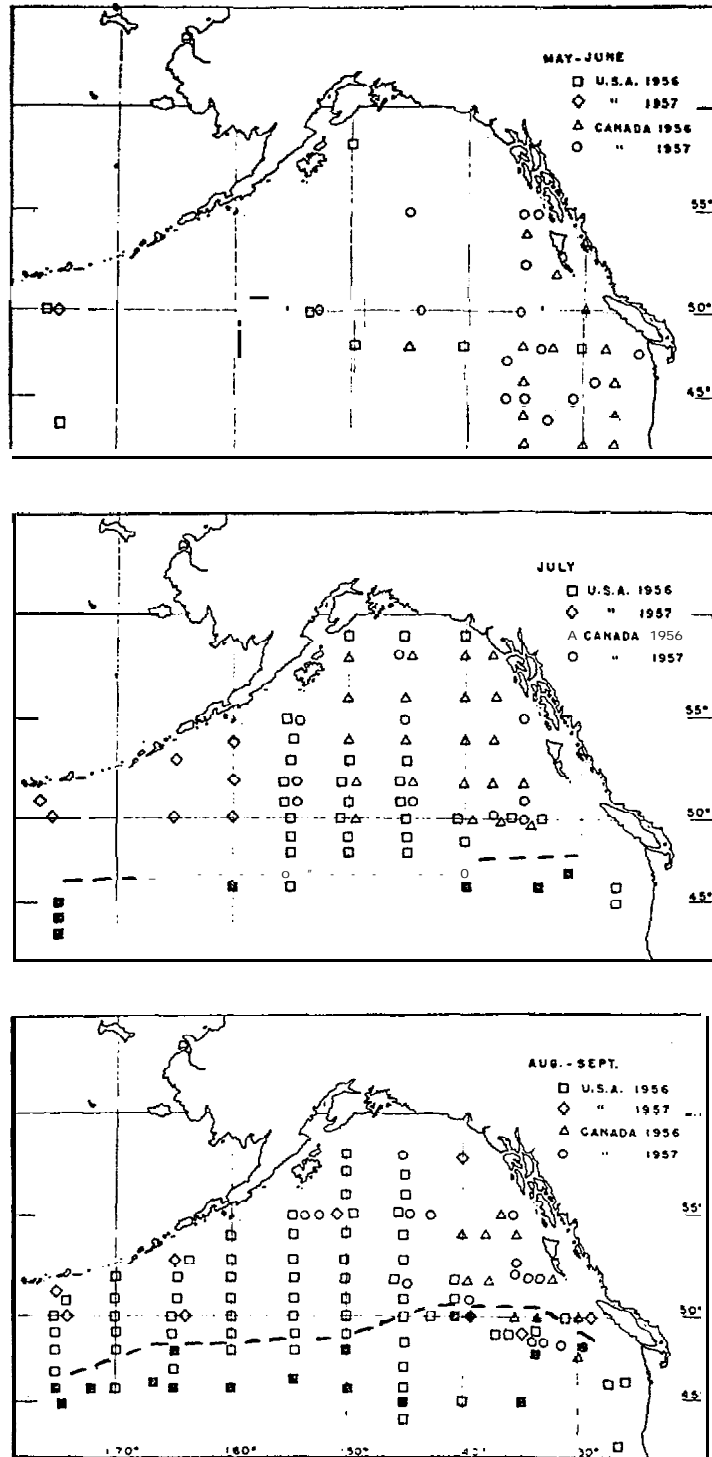 MAY-JUNE
□ U.S.A. 1956
◇ " 1957
△ CANADA 1956
○ " 1957
55°
50°
45°
JULY
□ U.S.A. 1956
◇ " 1957
△ CANADA 1956
○ " 1957
55°
50°
45°
AUG.-SEPT.
□ U.S.A. 1956
◇ " 1957
△ CANADA 1956
○ " 1957
55°
50°
45°
170° 160° 150°